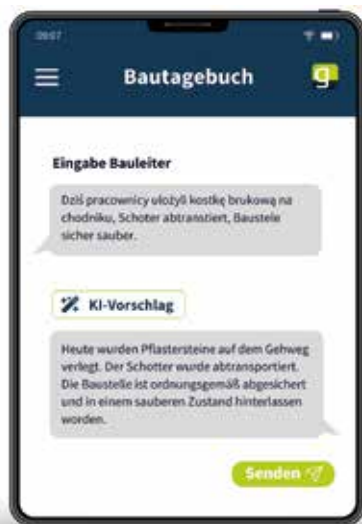 09:07
Bautagebuch
g
Eingabe Bauleiter
Dziś pracownicy ułożyli kostkę brukową na
chodniku, Schoter abtranstiert, Baustele
sicher sauber.
KI-Vorschlag
Heute wurden Pflastersteine auf dem Gehweg
verlegt. Der Schotter wurde abtransportiert.
Die Baustelle ist ordnungsgemäß abgesichert
und in einem sauberen Zustand hinterlassen
worden.
Senden